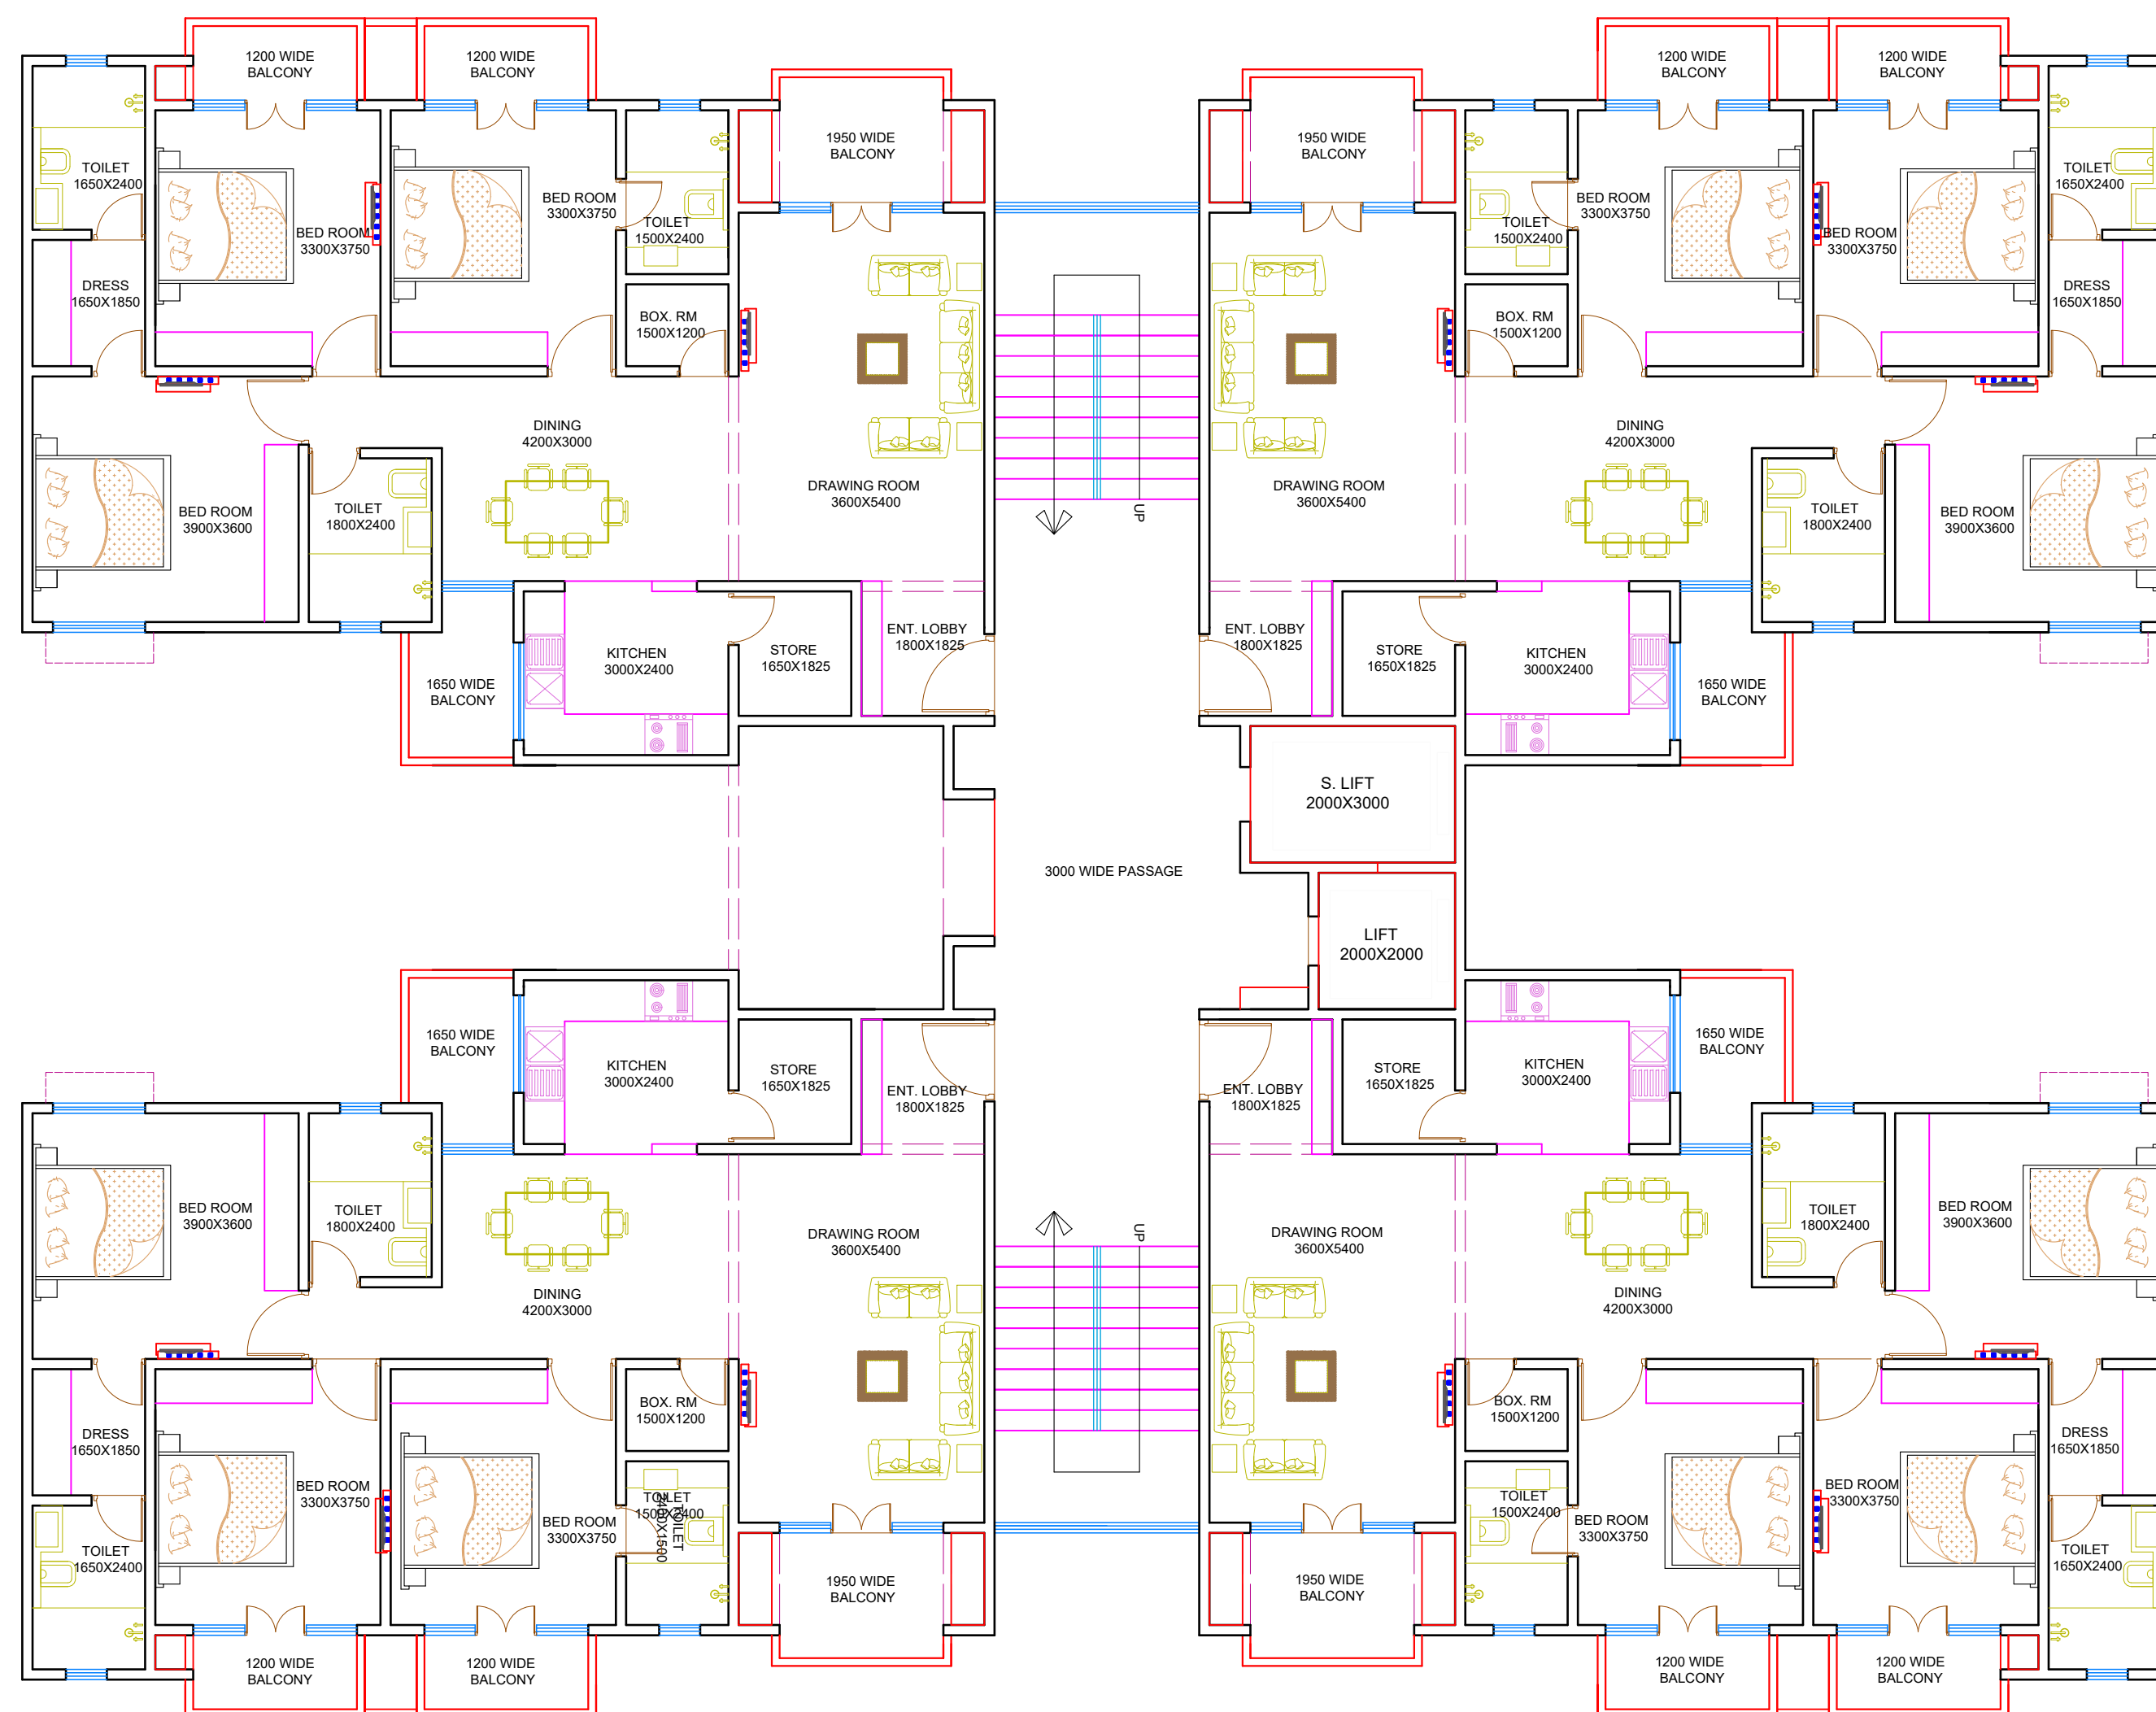 1200 WIDE
BALCONY
1200 WIDE
BALCONY
1200 WIDE
BALCONY
1200 WIDE
BALCONY
1950 WIDE
BALCONY
1950 WIDE
BALCONY
TOILET
1650X2400
BED ROOM
3300X3750
BED ROOM
3300X3750
TOILET
1500X2400
TOILET
1500X2400
BED ROOM
3300X3750
BED ROOM
3300X3750
TOILET
1650X2400
DRESS
1650X1850
BOX. RM
1500X1200
BOX. RM
1500X1200
DRESS
1650X1850
DINING
4200X3000
DINING
4200X3000
BED ROOM
3900X3600
TOILET
1800X2400
DRAWING ROOM
3600X5400
UP
DRAWING ROOM
3600X5400
TOILET
1800X2400
BED ROOM
3900X3600
1650 WIDE
BALCONY
KITCHEN
3000X2400
STORE
1650X1825
ENT. LOBBY
1800X1825
ENT. LOBBY
1800X1825
STORE
1650X1825
KITCHEN
3000X2400
1650 WIDE
BALCONY
S. LIFT
2000X3000
3000 WIDE PASSAGE
LIFT
2000X2000
1650 WIDE
BALCONY
KITCHEN
3000X2400
STORE
1650X1825
ENT. LOBBY
1800X1825
ENT. LOBBY
1800X1825
STORE
1650X1825
KITCHEN
3000X2400
1650 WIDE
BALCONY
BED ROOM
3900X3600
TOILET
1800X2400
DRAWING ROOM
3600X5400
UP
DRAWING ROOM
3600X5400
TOILET
1800X2400
BED ROOM
3900X3600
DINING
4200X3000
DINING
4200X3000
DRESS
1650X1850
BOX. RM
1500X1200
BOX. RM
1500X1200
DRESS
1650X1850
BED ROOM
3300X3750
BED ROOM
3300X3750
TOILET
1500X2400
TOILET
2400X1500
TOILET
1500X2400
BED ROOM
3300X3750
BED ROOM
3300X3750
TOILET
1650X2400
TOILET
1650X2400
1950 WIDE
BALCONY
1950 WIDE
BALCONY
1200 WIDE
BALCONY
1200 WIDE
BALCONY
1200 WIDE
BALCONY
1200 WIDE
BALCONY